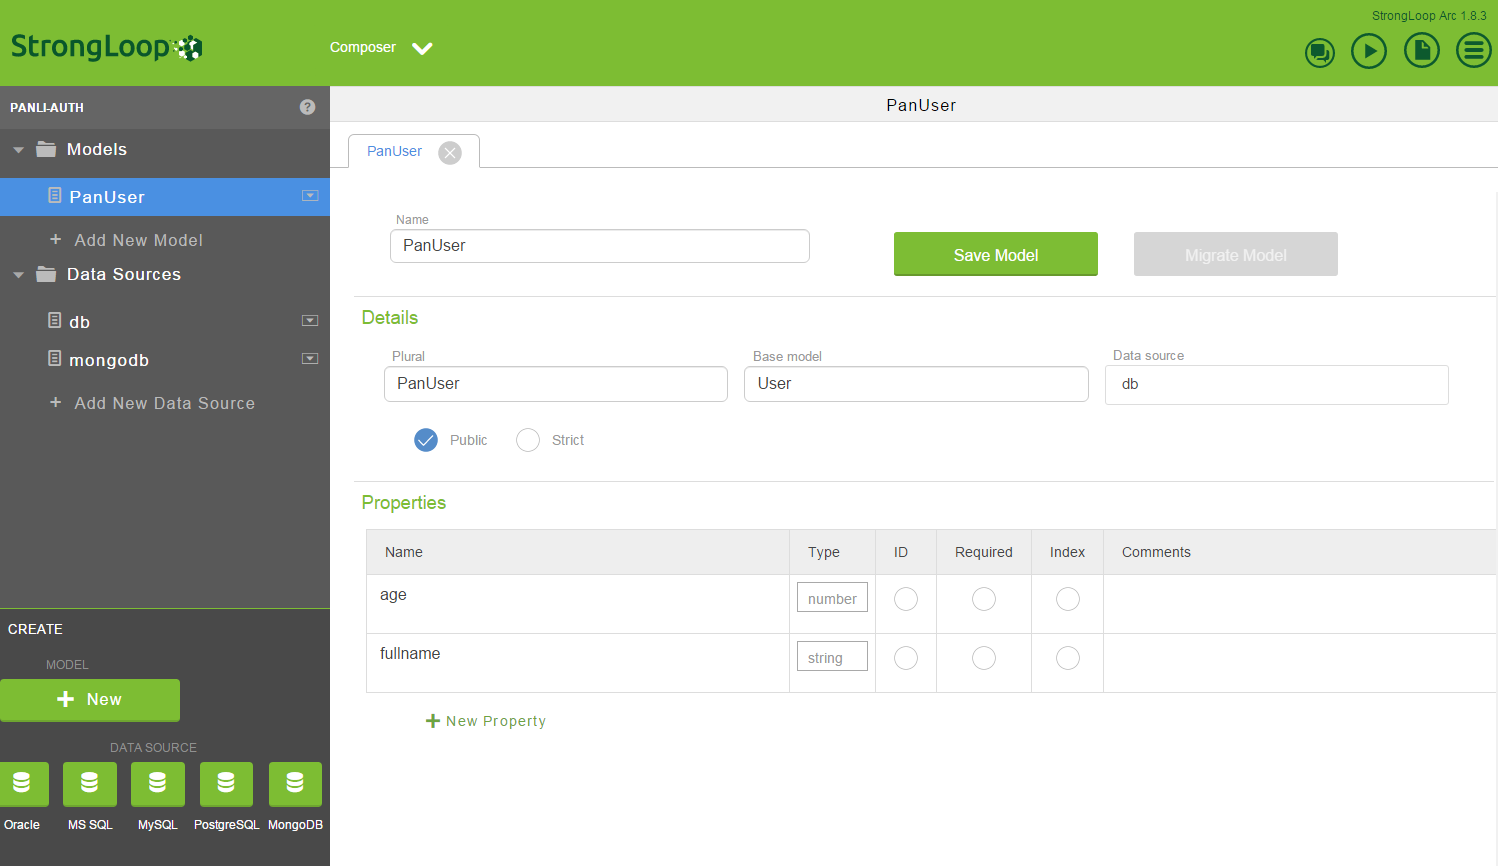 StrongLoop Arc 1.8.3
StrongLoop
Composer
PANLI-AUTH
?
PanUser
Models
PanUser
PanUser
Add New Model
Data Sources
db
mongodb
Add New Data Source
Name
PanUser
Save Model
Migrate Model
Details
Plural
Base model
Data source
PanUser
User
db
Public
Strict
Properties
Name Type ID Required Index Comments
age number
fullname string
New Property
CREATE
MODEL
New
DATA SOURCE
Oracle MS SQL MySQL PostgreSQL MongoDB